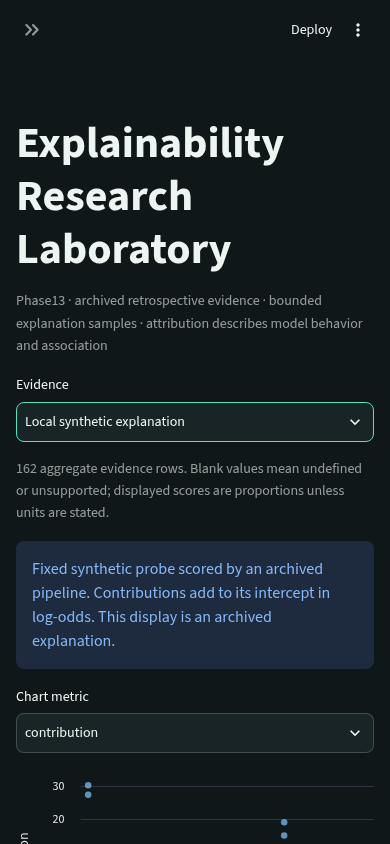 Deploy
Explainability
Research
Laboratory
Phase13 · archived retrospective evidence · bounded
explanation samples · attribution describes model behavior
and association
Evidence
Local synthetic explanation
162 aggregate evidence rows. Blank values mean undefined
or unsupported; displayed scores are proportions unless
units are stated.
Fixed synthetic probe scored by an archived
pipeline. Contributions add to its intercept in
log-odds. This display is an archived
explanation.
Chart metric
contribution
30
20